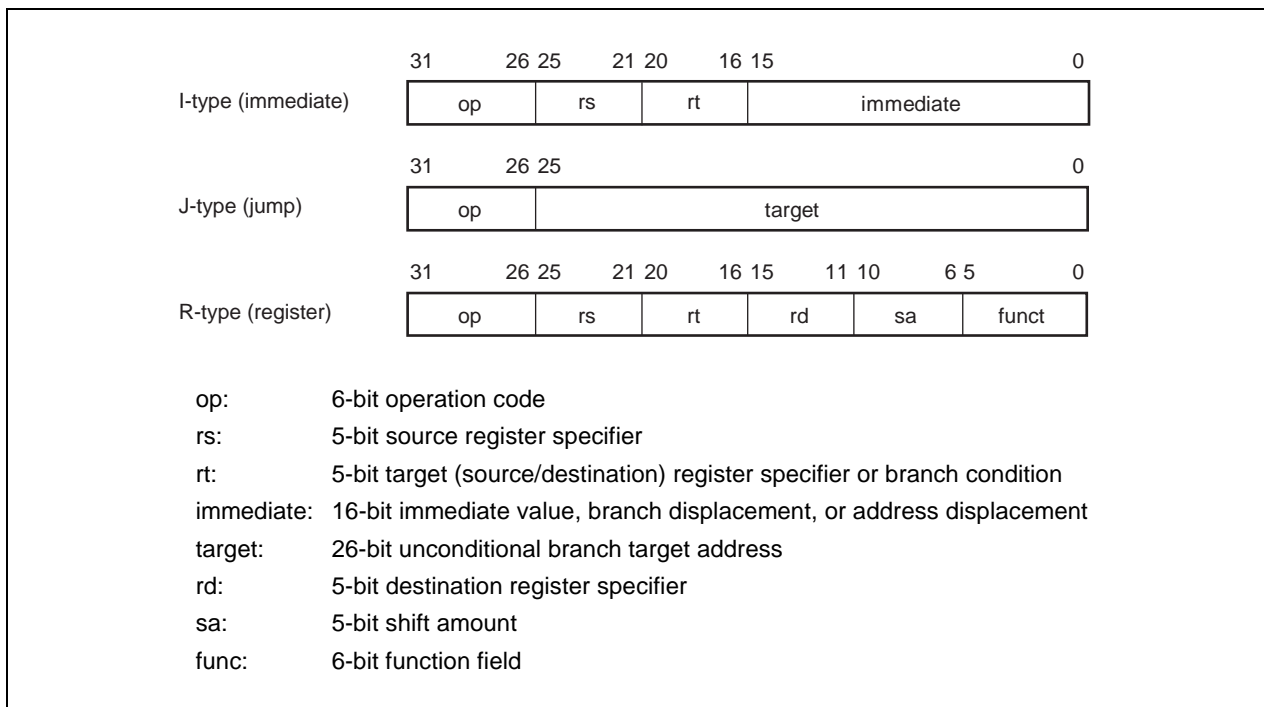 31 26 25 21 20 16 15 0
I-type (immediate) op rs rt immediate
31 26 25 0
J-type (jump) op target
31 26 25 21 20 16 15 11 10 6 5 0
R-type (register) op rs rt rd sa funct
op: 6-bit operation code
rs: 5-bit source register specifier
rt: 5-bit target (source/destination) register specifier or branch condition
immediate: 16-bit immediate value, branch displacement, or address displacement
target: 26-bit unconditional branch target address
rd: 5-bit destination register specifier
sa: 5-bit shift amount
func: 6-bit function field